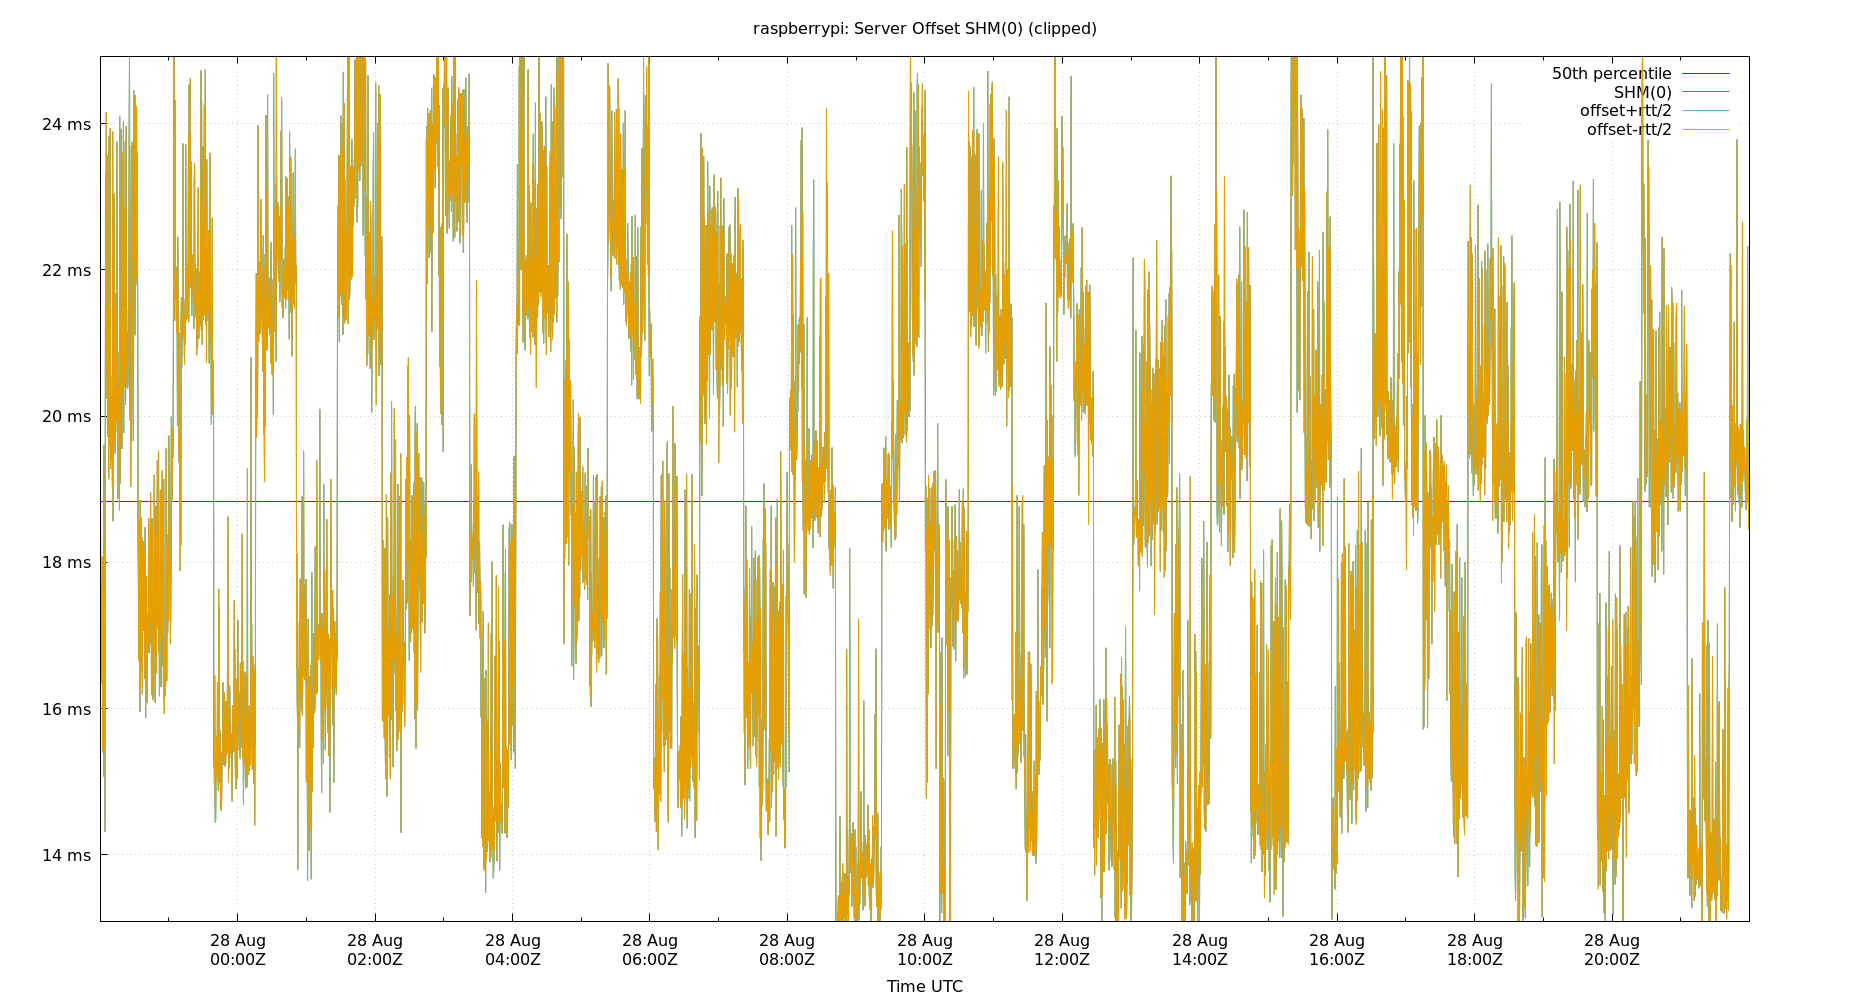 raspberrypi: Server Offset SHM(0) (clipped)
50th percentile
SHM(0)
offset+rtt/2
offset-rtt/2
24 ms
22 ms
20 ms
18 ms
16 ms
14 ms
28 Aug 28 Aug 28 Aug 28 Aug 28 Aug 28 Aug 28 Aug 28 Aug 28 Aug 28 Aug 28 Aug
00:00Z 02:00Z 04:00Z 06:00Z 08:00Z 10:00Z 12:00Z 14:00Z 16:00Z 18:00Z 20:00Z
Time UTC